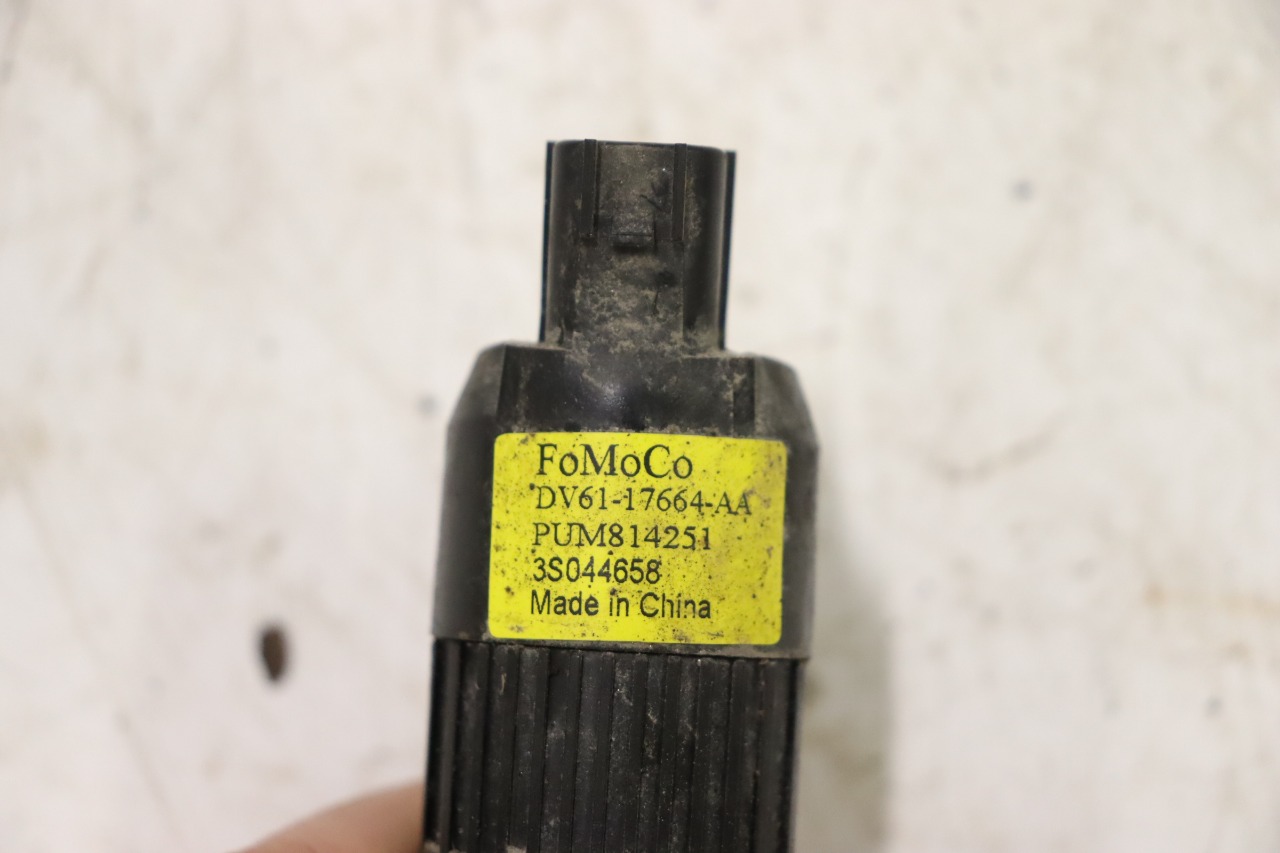 FoMoCo
DV61-17664-AA
PUM814251
3S044658
Made in China